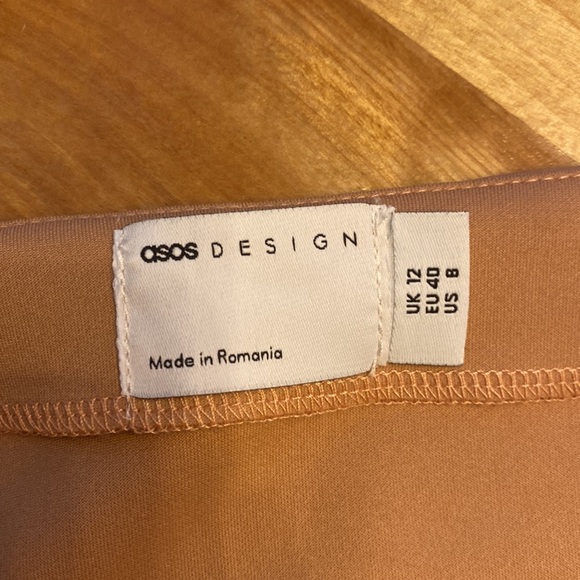 asos DESIGN
Made in Romania
UK 12
EU 40
US 8